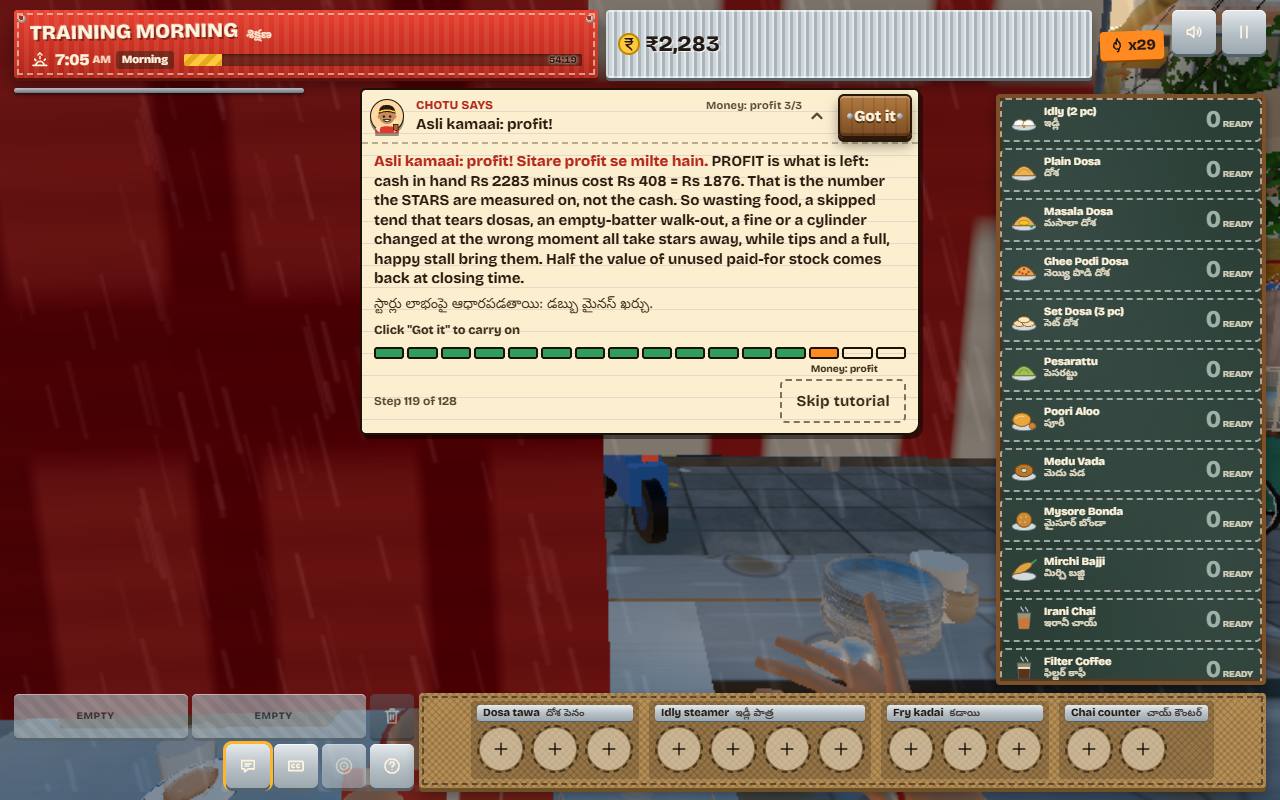 TRAINING MORNING శిక్షణ
7:05 AM Morning 54:19
₹2,283
x29
CHOTU SAYS
Asli kamaai: profit!
Money: profit 3/3
Got it
Asli kamaai: profit! Sitare profit se milte hain. PROFIT is what is left:
cash in hand Rs 2283 minus cost Rs 408 = Rs 1876. That is the number
the STARS are measured on, not the cash. So wasting food, a skipped
tend that tears dosas, an empty-batter walk-out, a fine or a cylinder
changed at the wrong moment all take stars away, while tips and a full,
happy stall bring them. Half the value of unused paid-for stock comes
back at closing time.
స్టార్లు లాభంపై ఆధారపడతాయి: డబ్బు మైనస్ ఖర్చు.
Click "Got it" to carry on
Money: profit
Step 119 of 128
Skip tutorial
Idly (2 pc)
ఇడ్లీ
0 READY
Plain Dosa
దోశ
0 READY
Masala Dosa
మసాలా దోశ
0 READY
Ghee Podi Dosa
నెయ్యి పొడి దోశ
0 READY
Set Dosa (3 pc)
సెట్ దోశ
0 READY
Pesarattu
పెసరట్టు
0 READY
Poori Aloo
పూరీ
0 READY
Medu Vada
మెదు వడ
0 READY
Mysore Bonda
మైసూర్ బోండా
0 READY
Mirchi Bajji
మిర్చి బజ్జి
0 READY
Irani Chai
ఇరానీ చాయ్
0 READY
Filter Coffee
ఫిల్టర్ కాఫీ
0 READY
EMPTY
EMPTY
CC
Dosa tawa దోశ పెనం
Idly steamer ఇడ్లీ పాత్ర
Fry kadai కడాయి
Chai counter చాయ్ కౌంటర్